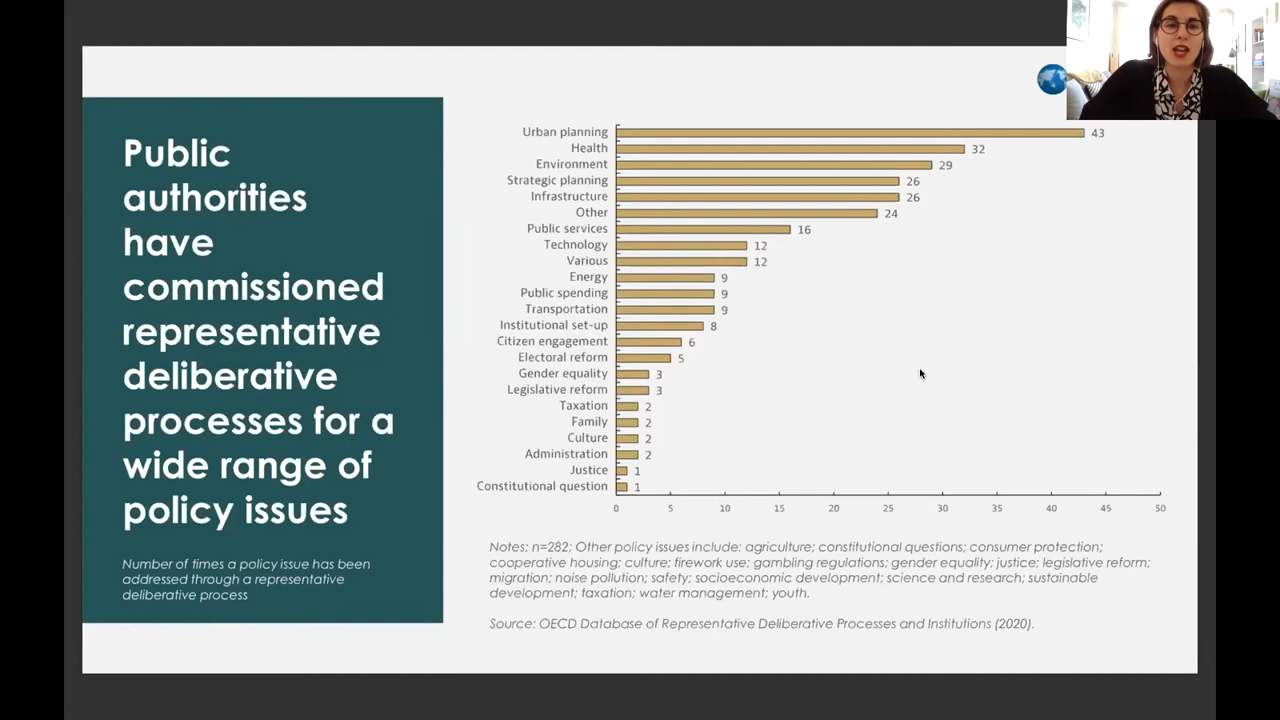 Public
authorities
have
commissioned
representative
deliberative
processes for a
wide range of
policy issues
Number of times a policy issue has been
addressed through a representative
deliberative process
Urban planning 43
Health 32
Environment 29
Strategic planning 26
Infrastructure 26
Other 24
Public services 16
Technology 12
Various 12
Energy 9
Public spending 9
Transportation 9
Institutional set-up 8
Citizen engagement 6
Electoral reform 5
Gender equality 3
Legislative reform 3
Taxation 2
Family 2
Culture 2
Administration 2
Justice 1
Constitutional question 1
0 5 10 15 20 25 30 35 40 45 50
Notes: n=282; Other policy issues include: agriculture; constitutional questions; consumer protection;
cooperative housing; culture; firework use; gambling regulations; gender equality; justice; legislative reform;
migration; noise pollution; safety; socioeconomic development; science and research; sustainable
development; taxation; water management; youth.
Source: OECD Database of Representative Deliberative Processes and Institutions (2020).